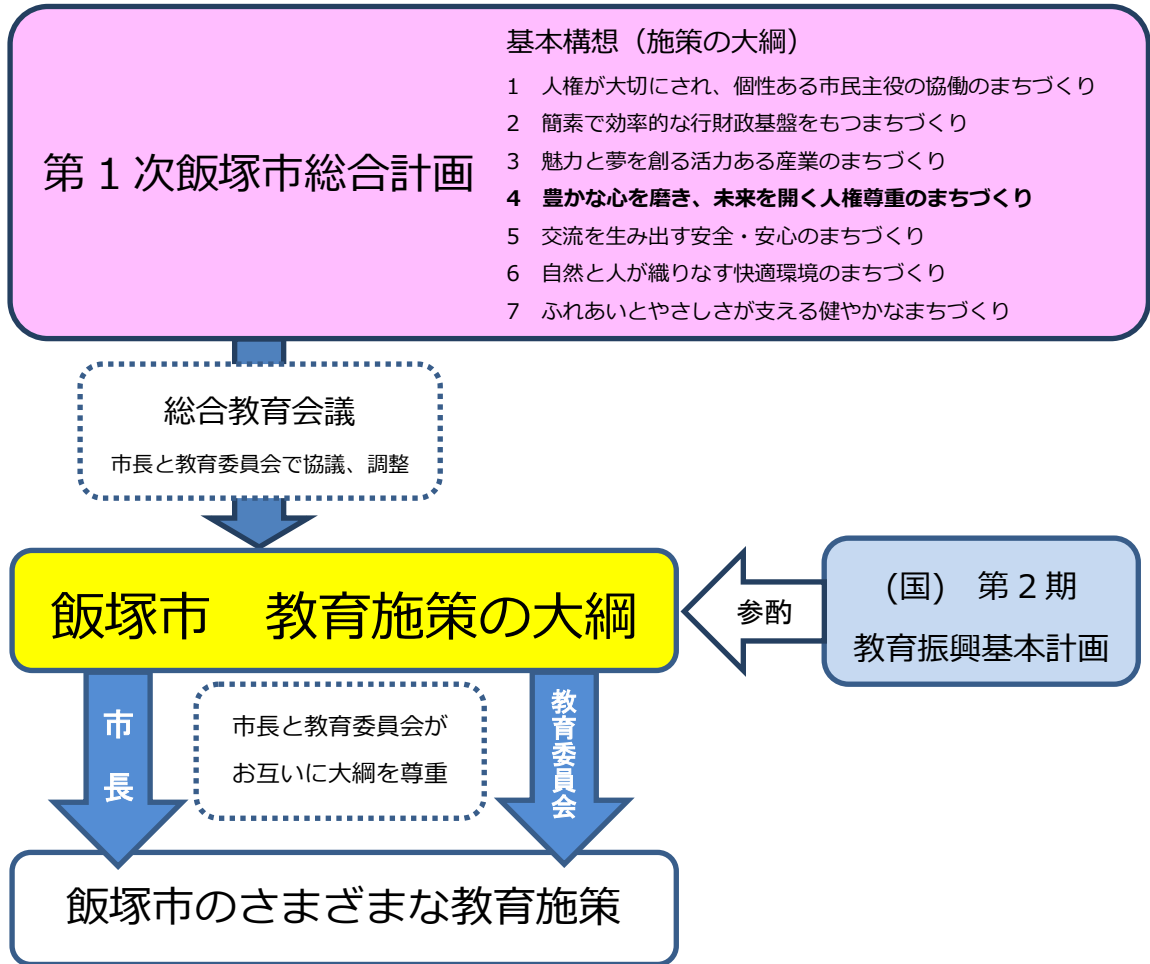 第1次飯塚市総合計画
基本構想（施策の大綱）
1　人権が大切にされ、個性ある市民主役の協働のまちづくり
2　簡素で効率的な行財政基盤をもつまちづくり
3　魅力と夢を創る活力ある産業のまちづくり
4　豊かな心を磨き、未来を開く人権尊重のまちづくり
5　交流を生み出す安全・安心のまちづくり
6　自然と人が織りなす快適環境のまちづくり
7　ふれあいとやさしさが支える健やかなまちづくり
総合教育会議
市長と教育委員会で協議、調整
飯塚市　教育施策の大綱
参酌
(国)　第2期
教育振興基本計画
市長
市長と教育委員会が
お互いに大綱を尊重
教育委員会
飯塚市のさまざまな教育施策